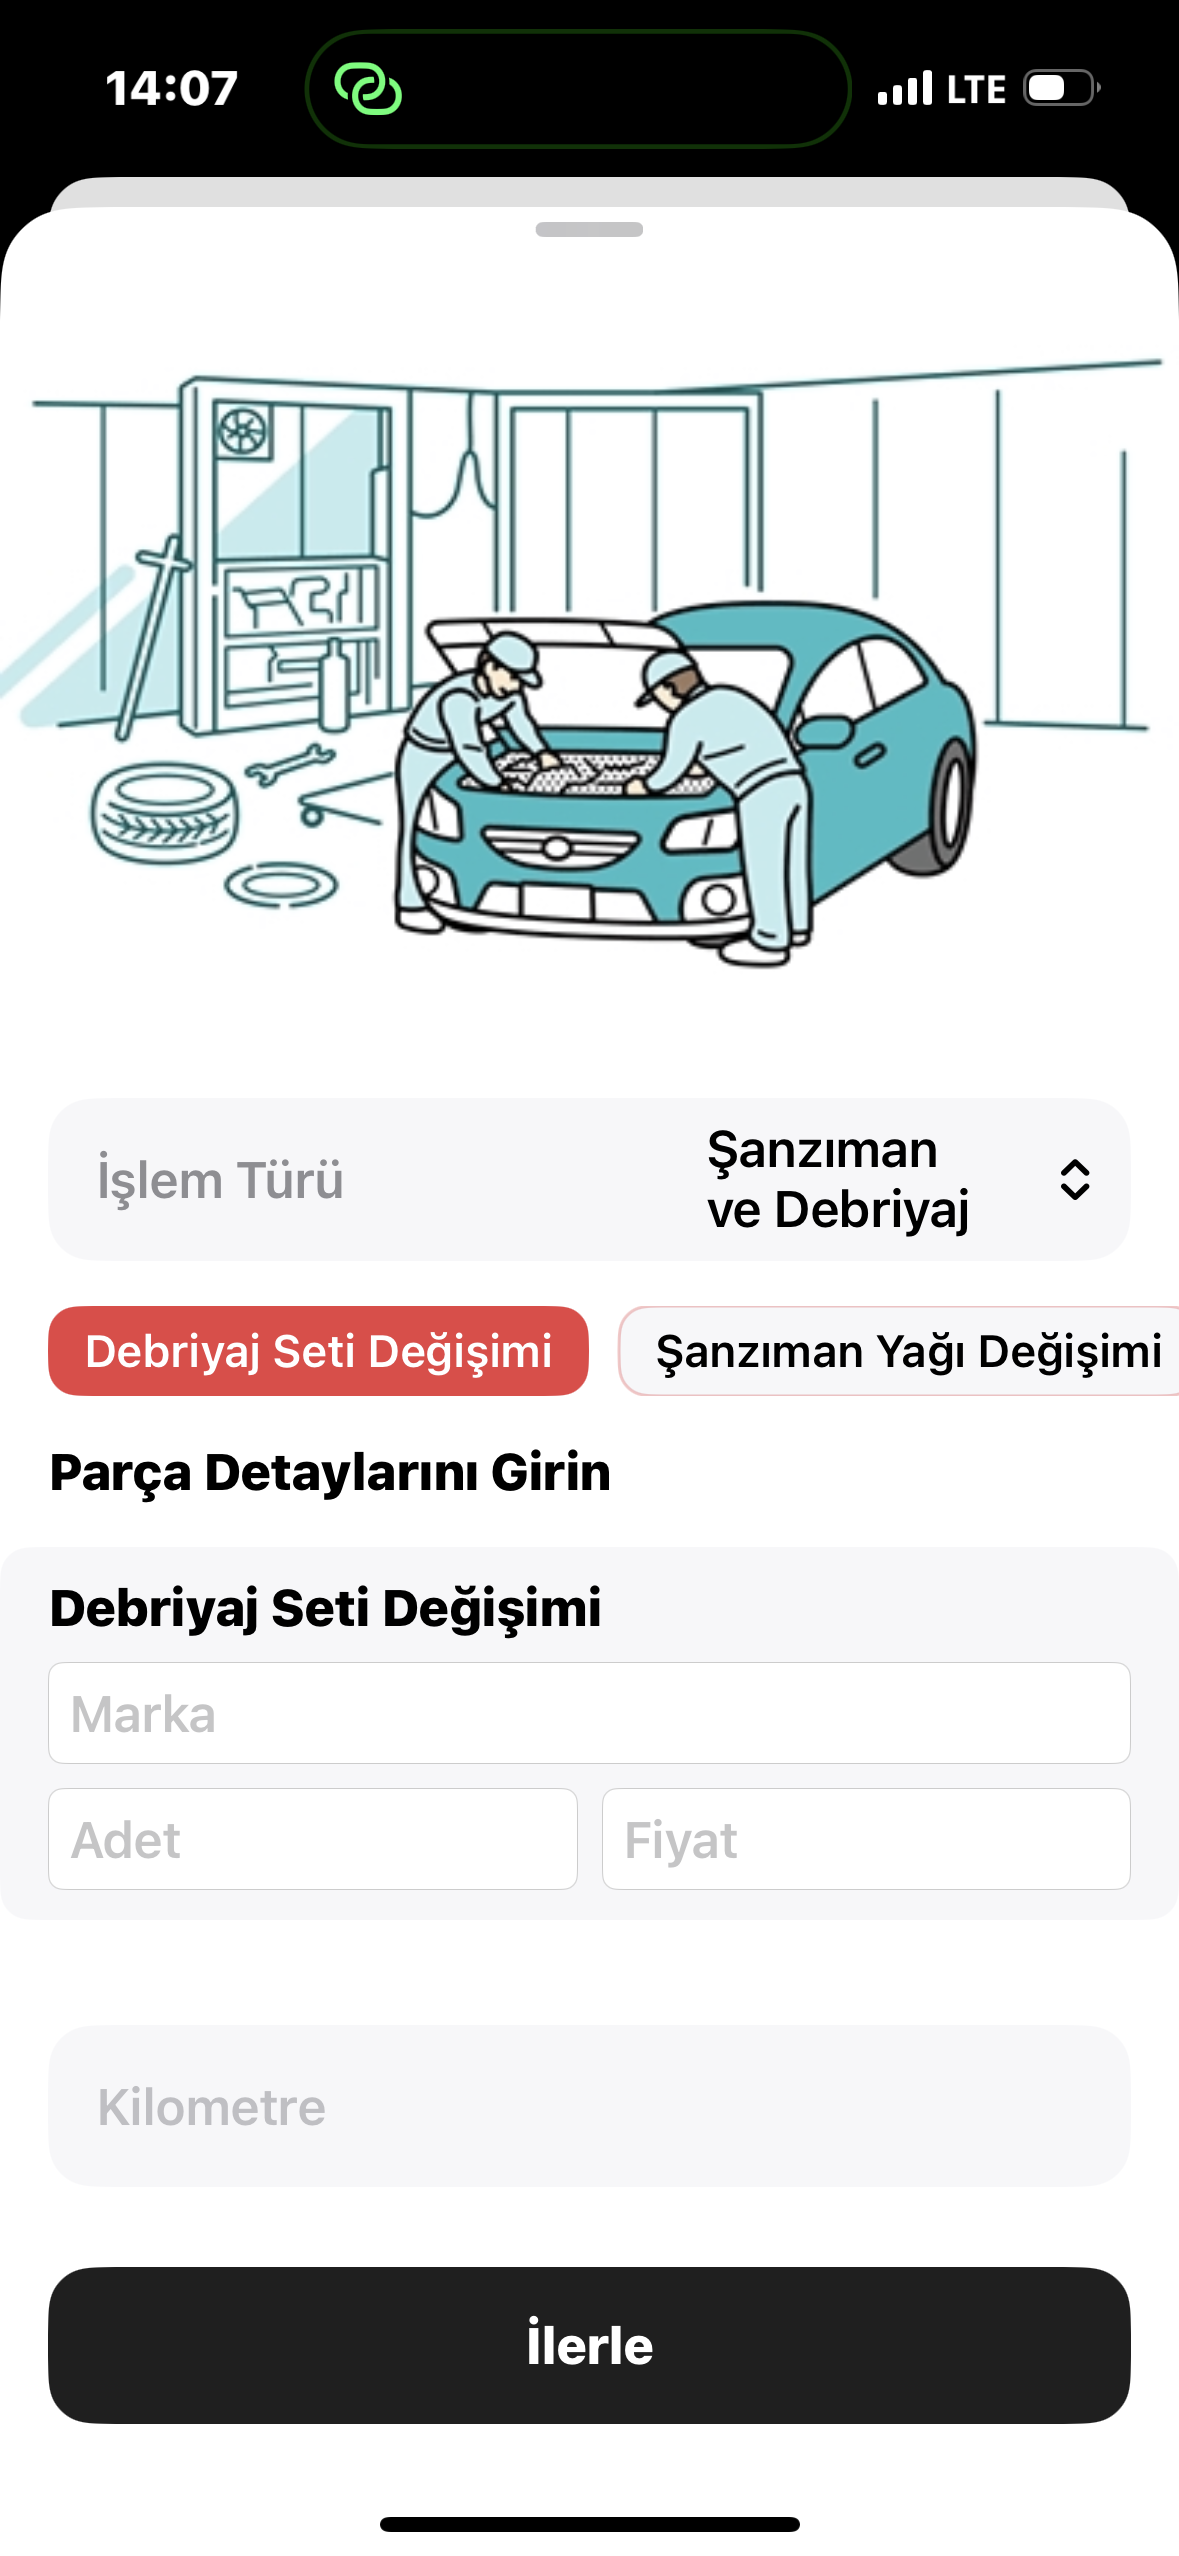 14:07
LTE
İşlem Türü
Şanzıman
ve Debriyaj
Debriyaj Seti Değişimi
Şanzıman Yağı Değişimi
Parça Detaylarını Girin
Debriyaj Seti Değişimi
Marka
Adet
Fiyat
Kilometre
İlerle